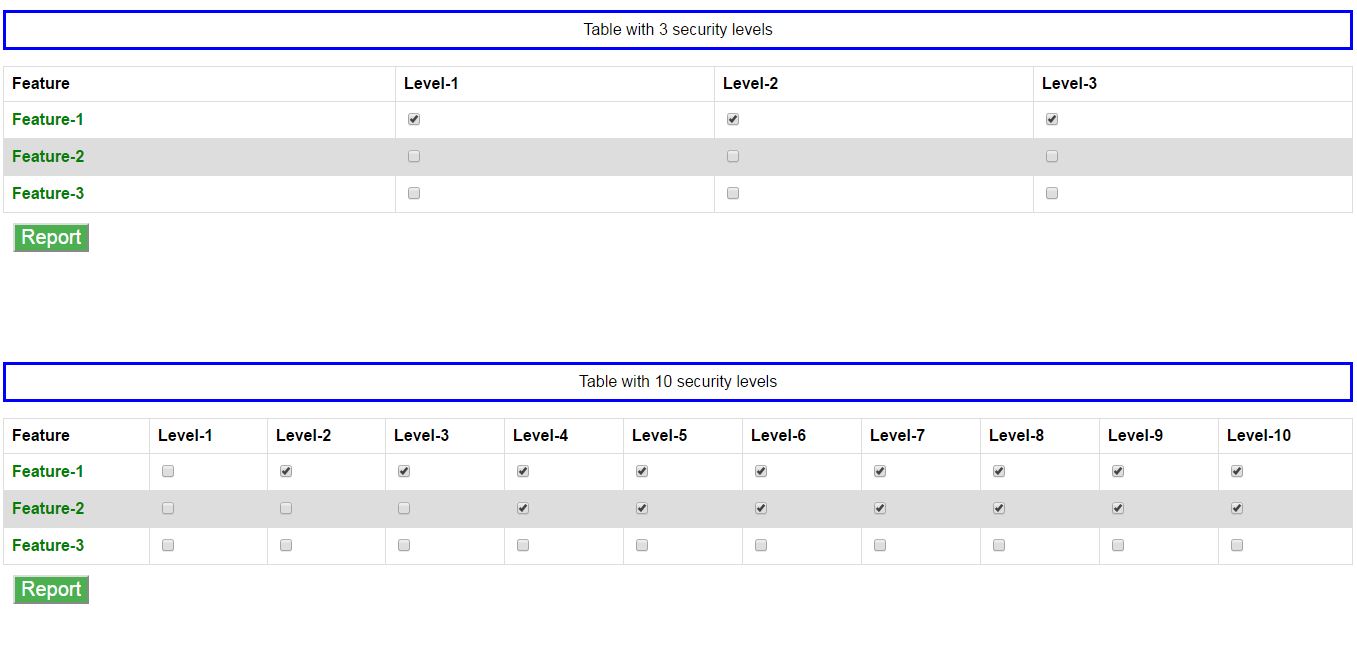 Table with 3 security levels
Feature Level-1 Level-2 Level-3
Feature-1
Feature-2
Feature-3
Report
Table with 10 security levels
Feature Level-1 Level-2 Level-3 Level-4 Level-5 Level-6 Level-7 Level-8 Level-9 Level-10
Feature-1
Feature-2
Feature-3
Report